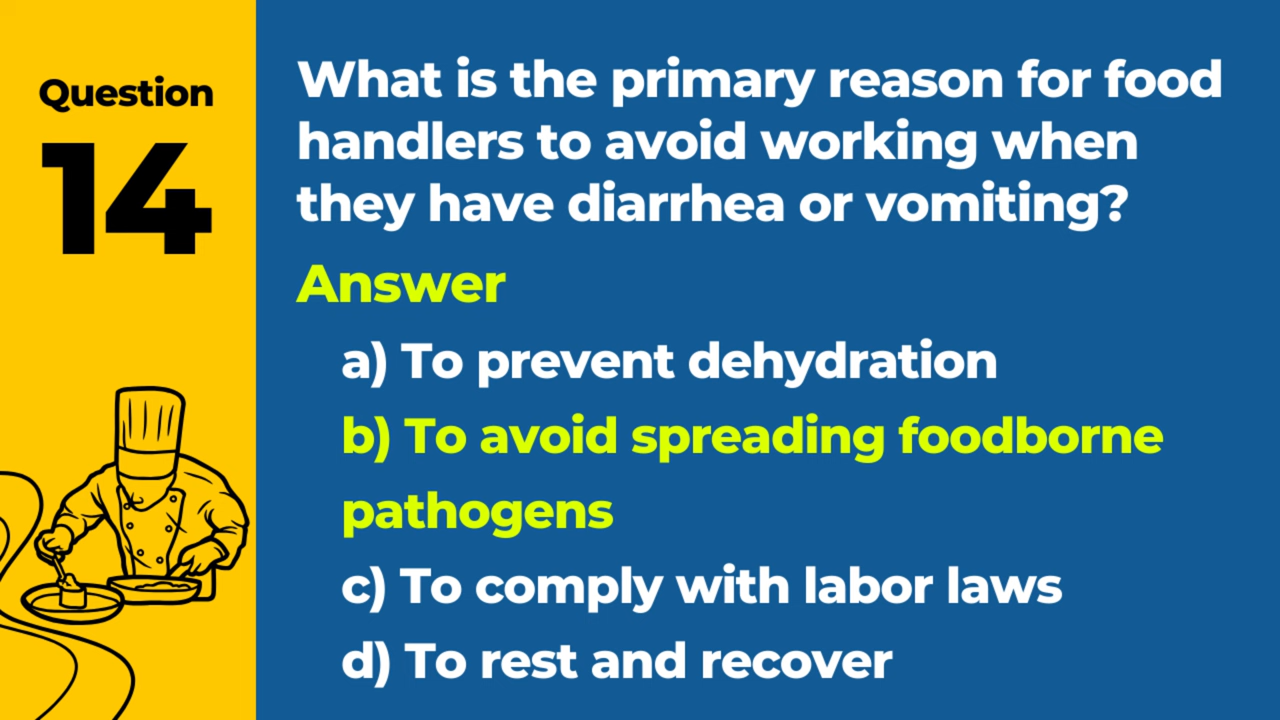 Question
14
What is the primary reason for food
handlers to avoid working when
they have diarrhea or vomiting?
Answer
a) To prevent dehydration
b) To avoid spreading foodborne
pathogens
c) To comply with labor laws
d) To rest and recover